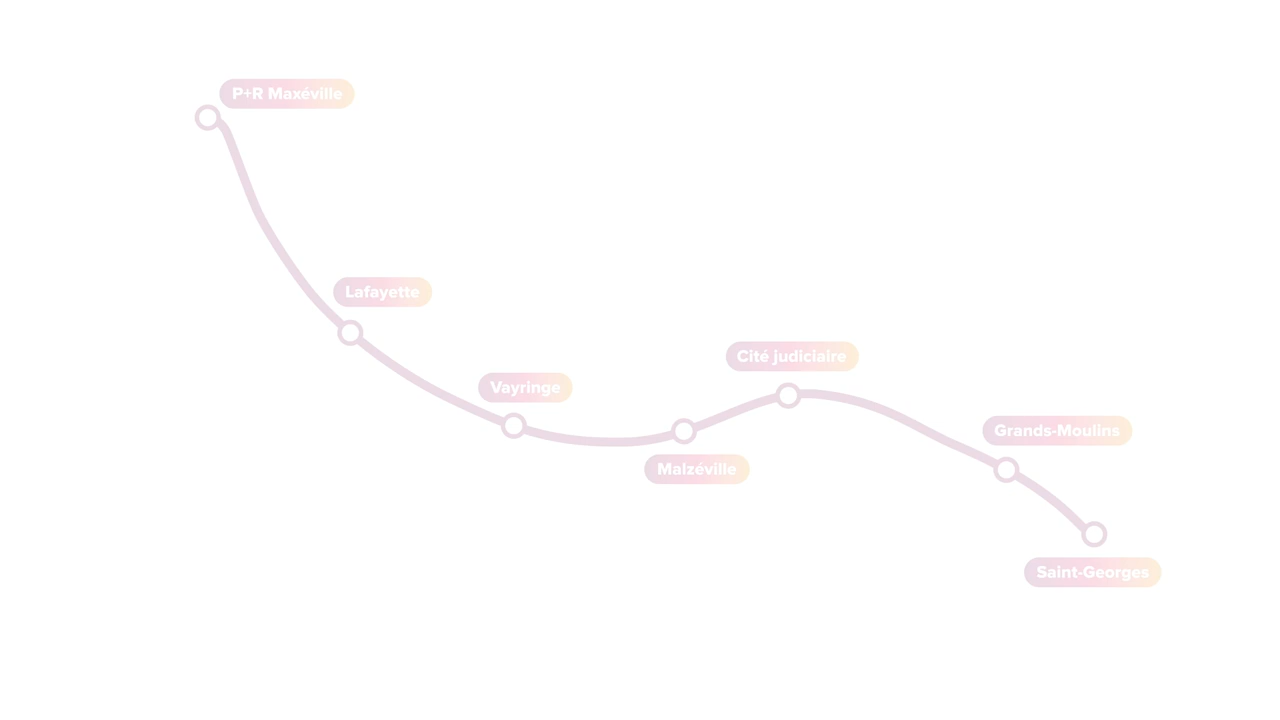 P+R Maxéville
Lafayette
Vayringe
Malzéville
Cité judiciaire
Grands-Moulins
Saint-Georges